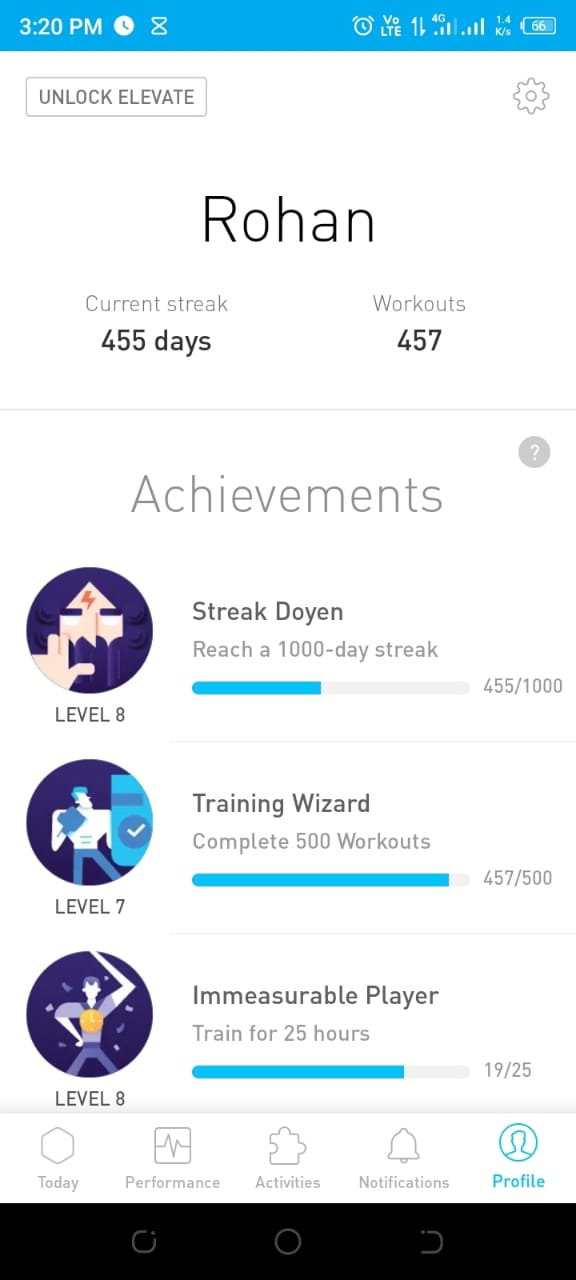 3:20 PM
Vo LTE 4G 1.4 K/s 66
UNLOCK ELEVATE
Rohan
Current streak Workouts
455 days 457
?
Achievements
Streak Doyen
Reach a 1000-day streak
455/1000
LEVEL 8
Training Wizard
Complete 500 Workouts
457/500
LEVEL 7
Immeasurable Player
Train for 25 hours
19/25
LEVEL 8
Today Performance Activities Notifications Profile